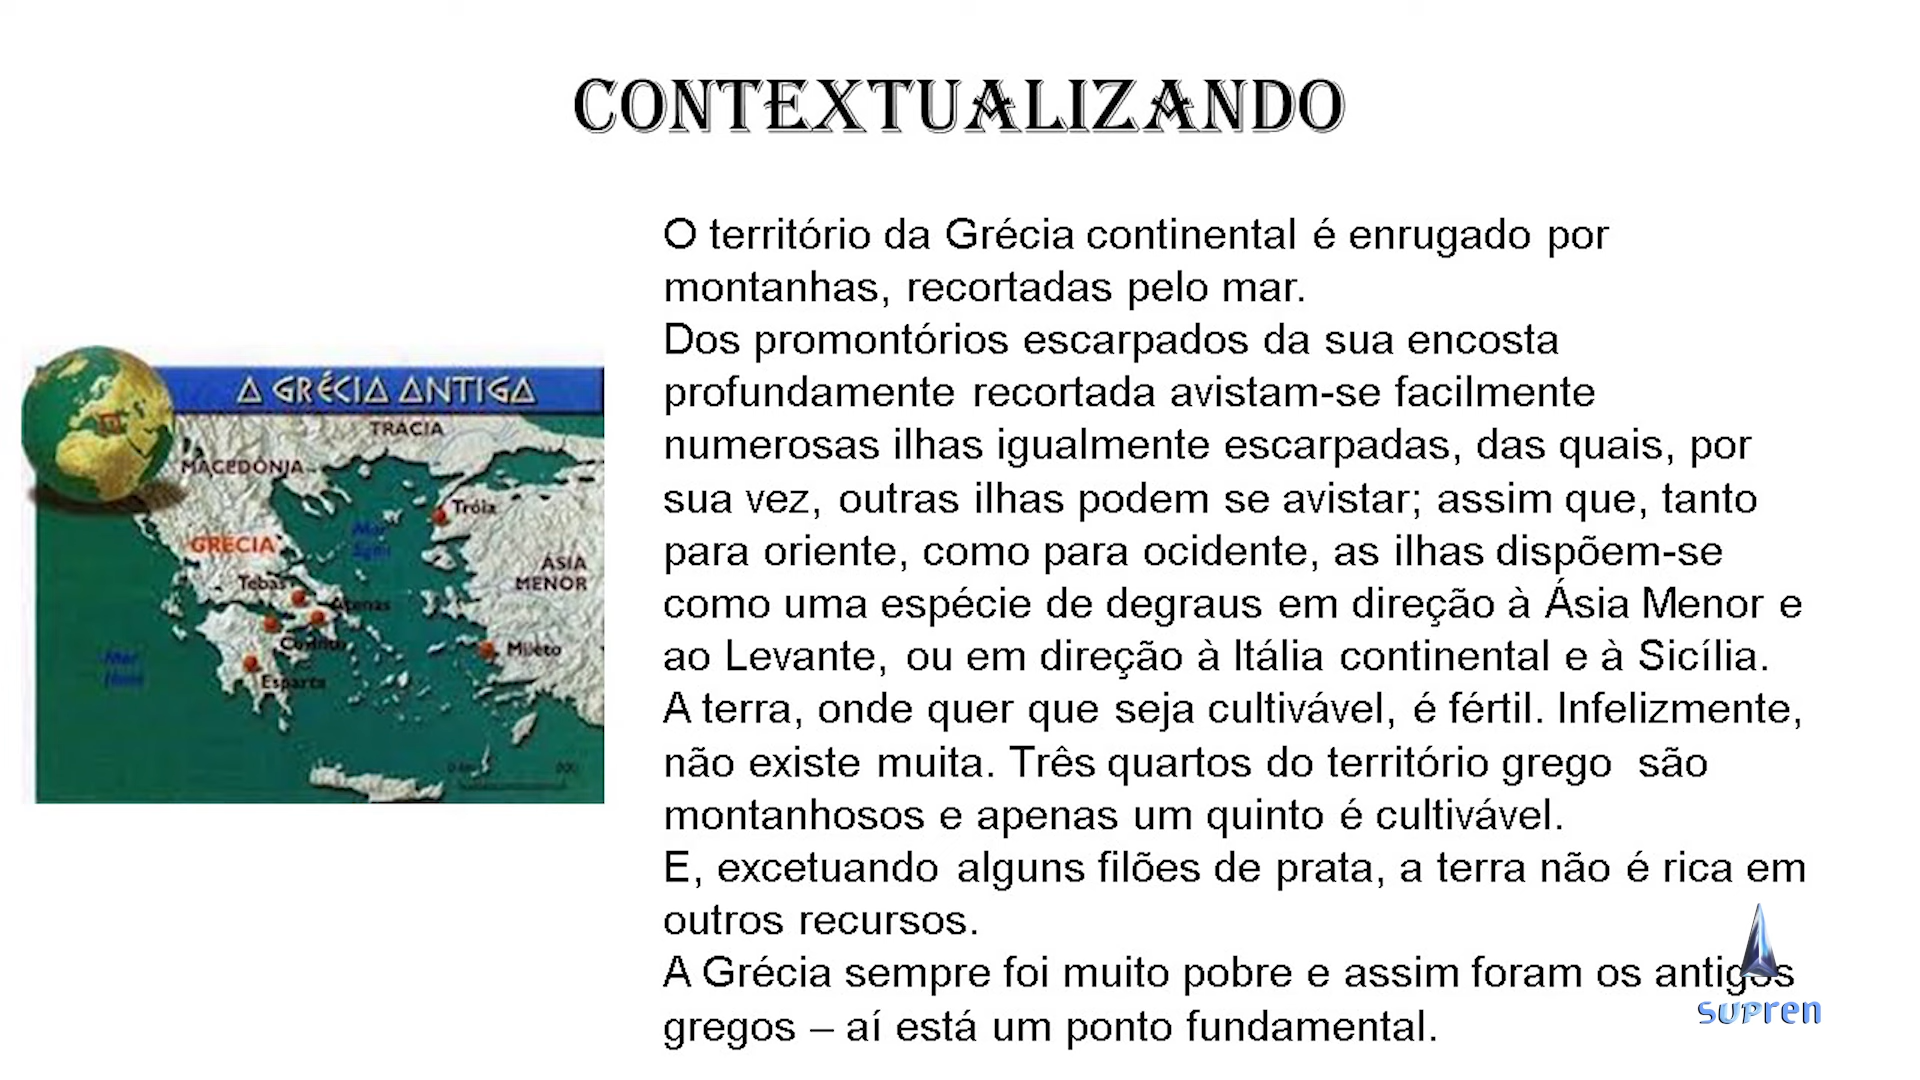 CONTEXTUALIZANDO
O território da Grécia continental é enrugado por
montanhas, recortadas pelo mar.
Dos promontórios escarpados da sua encosta
profundamente recortada avistam-se facilmente
numerosas ilhas igualmente escarpadas, das quais, por
sua vez, outras ilhas podem se avistar; assim que, tanto
para oriente, como para ocidente, as ilhas dispõem-se
como uma espécie de degraus em direção à Ásia Menor e
ao Levante, ou em direção à Itália continental e à Sicília.
A terra, onde quer que seja cultivável, é fértil. Infelizmente,
não existe muita. Três quartos do território grego  são
montanhosos e apenas um quinto é cultivável.
E, excetuando alguns filões de prata, a terra não é rica em
outros recursos.
A Grécia sempre foi muito pobre e assim foram os antigos
gregos – aí está um ponto fundamental.
A GRÉCIA ANTIGA
TRÁCIA
MACEDÔNIA
Tróia
Mar
GRÉCIA
ÁSIA
MENOR
Tebas
Atenas
Corinto
Mileto
Mar
Esparta
supren